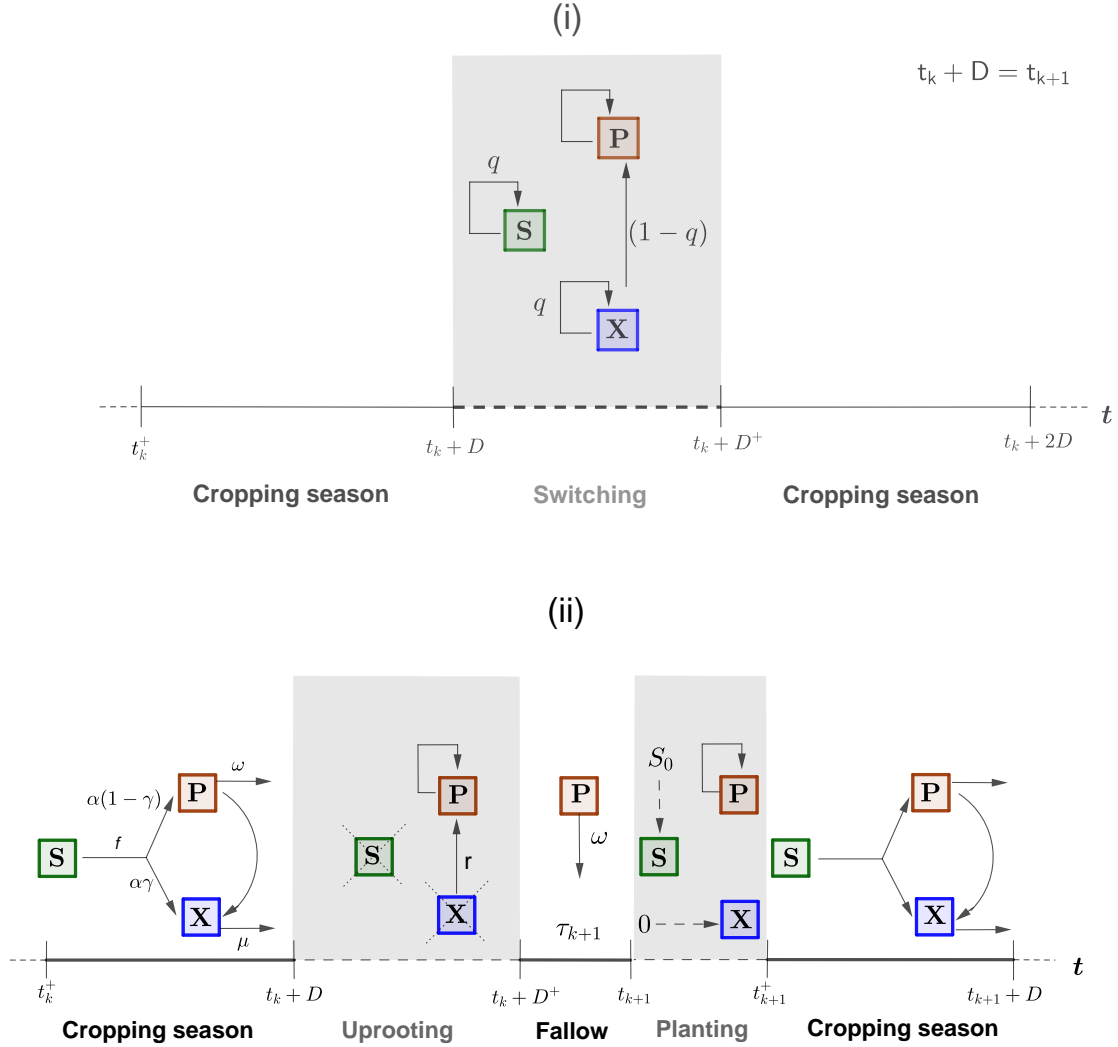 (i)
t_k + D = t_{k+1}
P
q
S
(1 − q)
q
X
t
t_k^+
t_k + D
t_k + D^+
t_k + 2D
Cropping season
Switching
Cropping season
(ii)
S_0
ω
P
P
P
P
P
α(1 − γ)
ω
S
f
S
S
S
r
αγ
X
X
0
X
X
μ
τ_{k+1}
t
t_k^+
t_k + D
t_k + D^+
t_{k+1}
t_{k+1}^+
t_{k+1} + D
Cropping season
Uprooting
Fallow
Planting
Cropping season